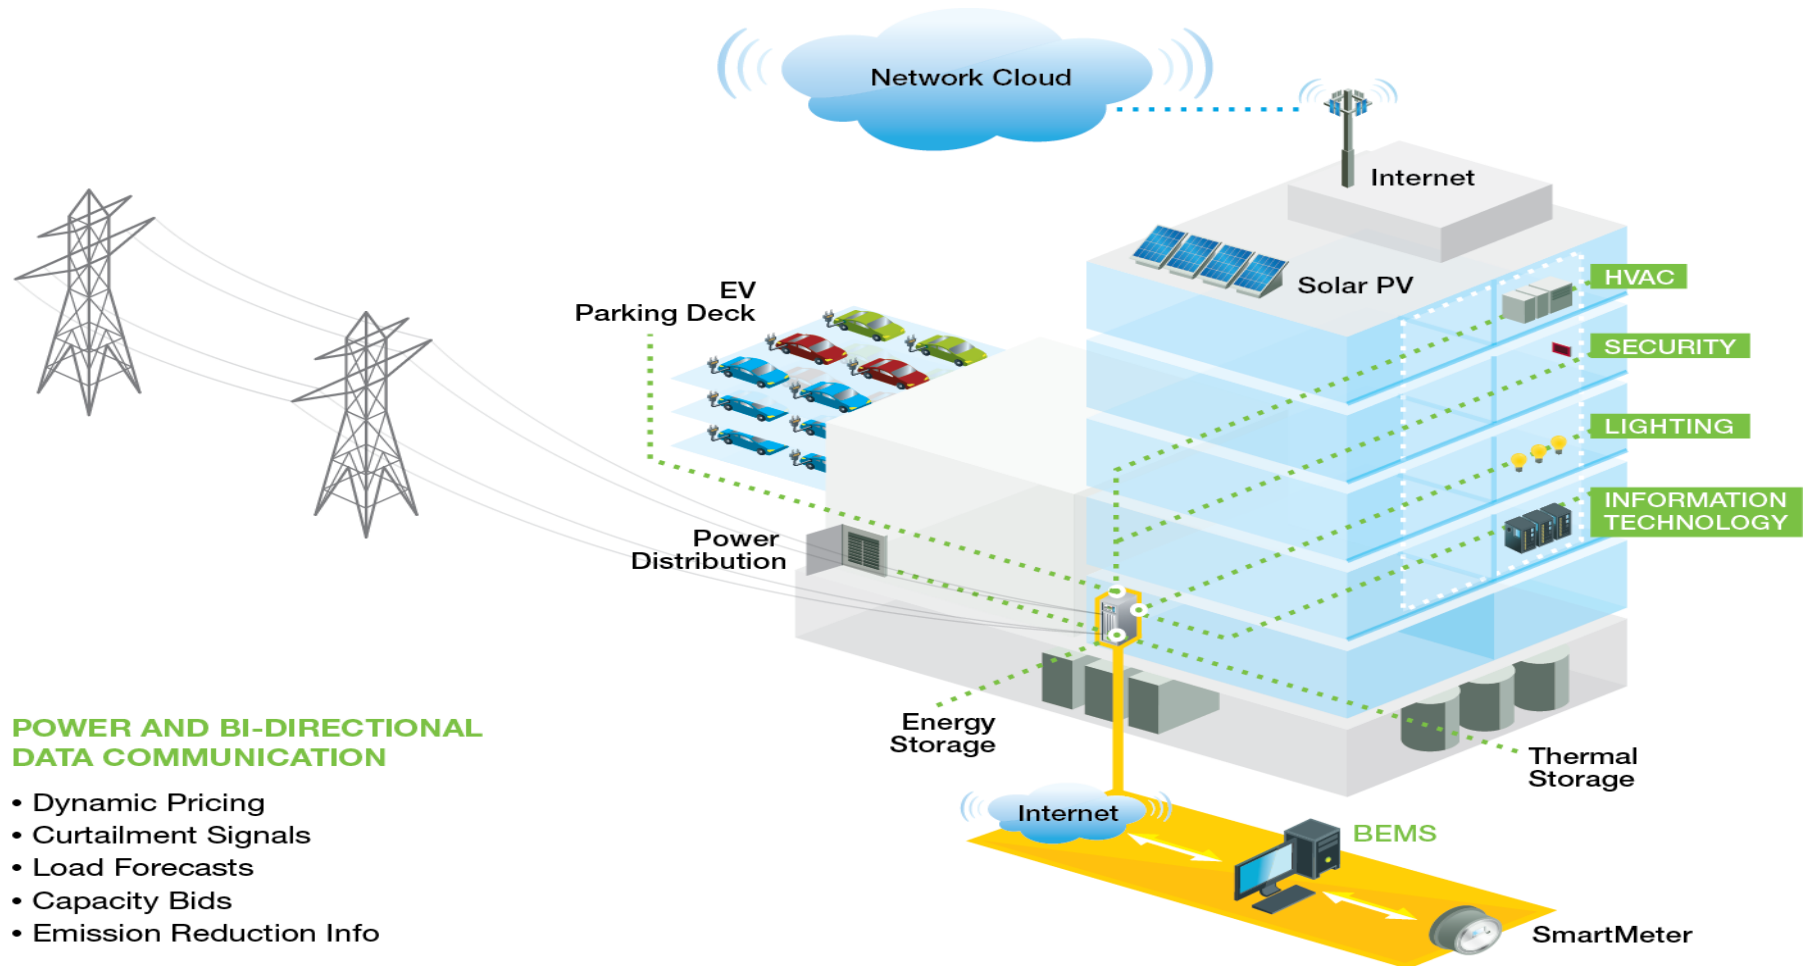 Network Cloud
Internet
Solar PV
HVAC
SECURITY
LIGHTING
INFORMATION
TECHNOLOGY
EV
Parking Deck
Power
Distribution
Energy
Storage
Thermal
Storage
Internet
BEMS
SmartMeter
POWER AND BI-DIRECTIONAL
DATA COMMUNICATION
• Dynamic Pricing
• Curtailment Signals
• Load Forecasts
• Capacity Bids
• Emission Reduction Info